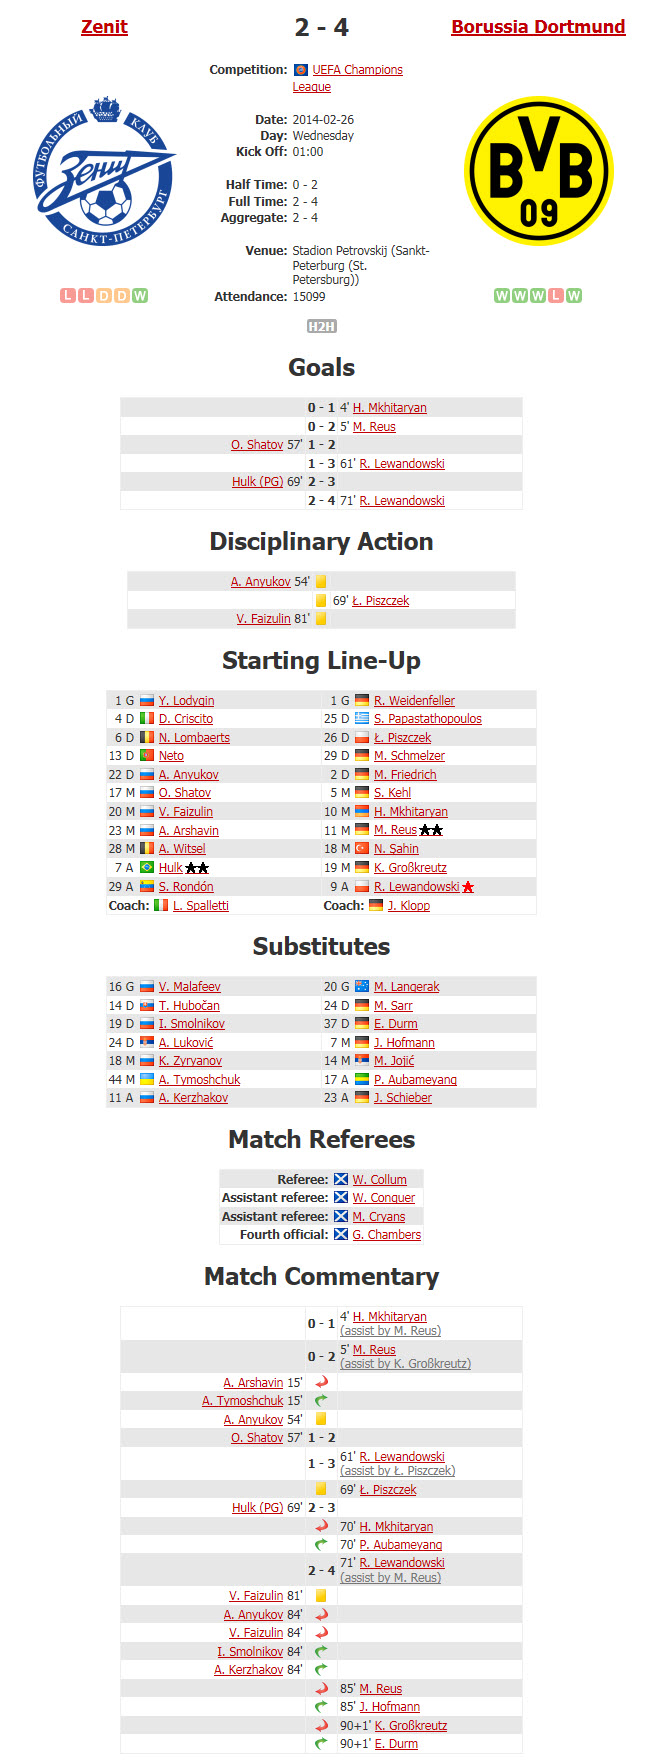 Zenit 2 - 4 Borussia Dortmund
Competition: UEFA Champions
League
Date: 2014-02-26
Day: Wednesday
Kick Off: 01:00
Half Time: 0 - 2
Full Time: 2 - 4
Aggregate: 2 - 4
Venue: Stadion Petrovskij (Sankt-
Peterburg (St.
Petersburg))
Attendance: 15099
ФУТБОЛЬНЫЙ КЛУБ
Зенит
САНКТ-ПЕТЕРБУРГ
BVB
09
L L D D W
W W W L W
H2H
Goals
0 - 1 4' H. Mkhitaryan
0 - 2 5' M. Reus
O. Shatov 57' 1 - 2
1 - 3 61' R. Lewandowski
Hulk (PG) 69' 2 - 3
2 - 4 71' R. Lewandowski
Disciplinary Action
A. Anyukov 54'
69' Ł. Piszczek
V. Faizulin 81'
Starting Line-Up
1 G Y. Lodygin 1 G R. Weidenfeller
4 D D. Criscito 25 D S. Papastathopoulos
6 D N. Lombaerts 26 D Ł. Piszczek
13 D Neto 29 D M. Schmelzer
22 D A. Anyukov 2 D M. Friedrich
17 M O. Shatov 5 M S. Kehl
20 M V. Faizulin 10 M H. Mkhitaryan
23 M A. Arshavin 11 M M. Reus
28 M A. Witsel 18 M N. Şahin
7 A Hulk 19 M K. Großkreutz
29 A S. Rondón 9 A R. Lewandowski
Coach: L. Spalletti Coach: J. Klopp
Substitutes
16 G V. Malafeev 20 G M. Langerak
14 D T. Hubočan 24 D M. Sarr
19 D I. Smolnikov 37 D E. Durm
24 D A. Luković 7 M J. Hofmann
18 M K. Zyryanov 14 M M. Jojić
44 M A. Tymoshchuk 17 A P. Aubameyang
11 A A. Kerzhakov 23 A J. Schieber
Match Referees
Referee: W. Collum
Assistant referee: W. Conquer
Assistant referee: M. Cryans
Fourth official: G. Chambers
Match Commentary
0 - 1 4' H. Mkhitaryan
(assist by M. Reus)
0 - 2 5' M. Reus
(assist by K. Großkreutz)
A. Arshavin 15'
A. Tymoshchuk 15'
A. Anyukov 54'
O. Shatov 57' 1 - 2
1 - 3 61' R. Lewandowski
(assist by Ł. Piszczek)
69' Ł. Piszczek
Hulk (PG) 69' 2 - 3
70' H. Mkhitaryan
70' P. Aubameyang
2 - 4 71' R. Lewandowski
(assist by M. Reus)
V. Faizulin 81'
A. Anyukov 84'
V. Faizulin 84'
I. Smolnikov 84'
A. Kerzhakov 84'
85' M. Reus
85' J. Hofmann
90+1' K. Großkreutz
90+1' E. Durm